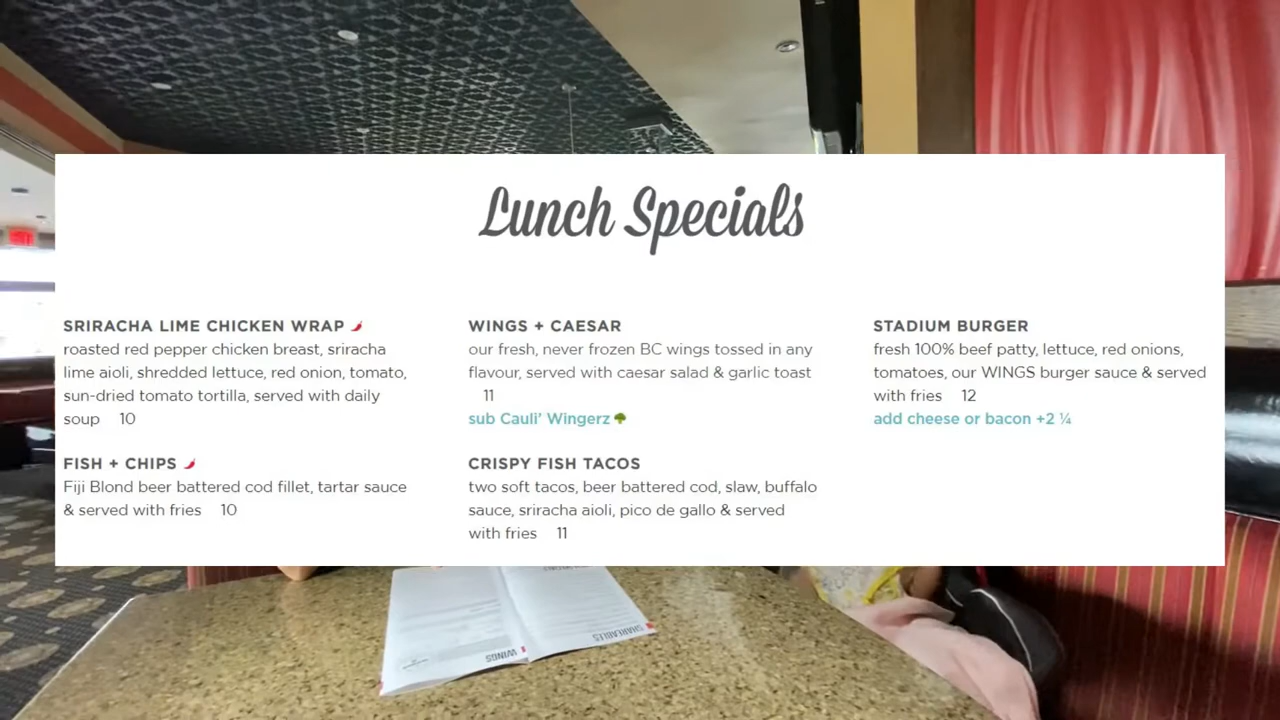 Lunch Specials
SRIRACHA LIME CHICKEN WRAP
roasted red pepper chicken breast, sriracha
lime aioli, shredded lettuce, red onion, tomato,
sun-dried tomato tortilla, served with daily
soup 10
FISH + CHIPS
Fiji Blond beer battered cod fillet, tartar sauce
& served with fries 10
WINGS + CAESAR
our fresh, never frozen BC wings tossed in any
flavour, served with caesar salad & garlic toast
11
sub Cauli' Wingerz
CRISPY FISH TACOS
two soft tacos, beer battered cod, slaw, buffalo
sauce, sriracha aioli, pico de gallo & served
with fries 11
STADIUM BURGER
fresh 100% beef patty, lettuce, red onions,
tomatoes, our WINGS burger sauce & served
with fries 12
add cheese or bacon +2 ¼
SHAREABLES
WINGS